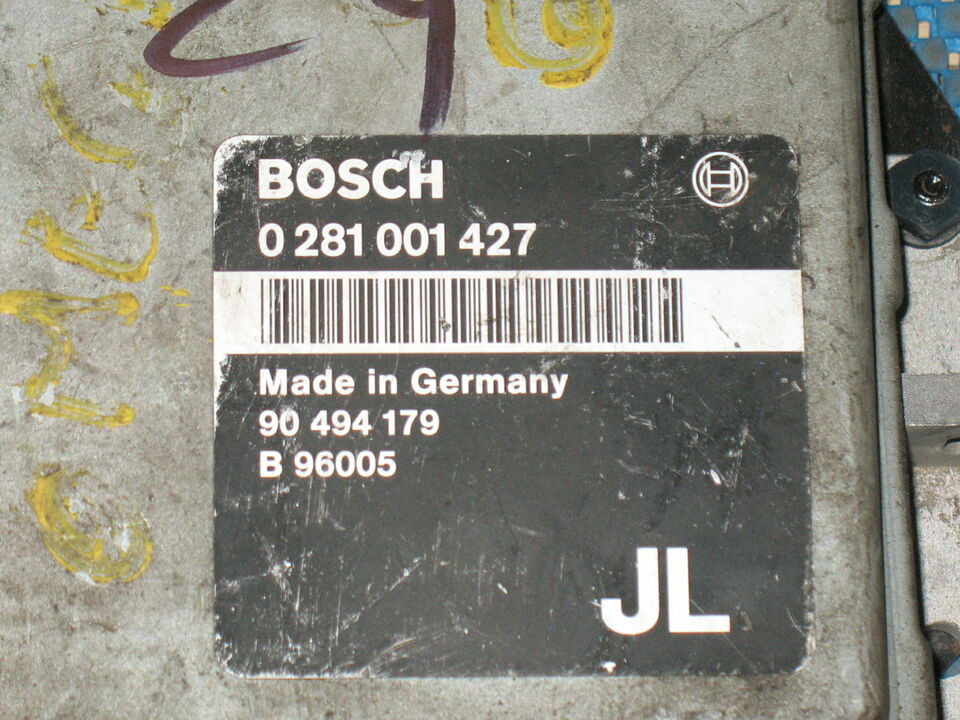 BOSCH
0 281 001 427
Made in Germany
90 494 179
B 96005
JL